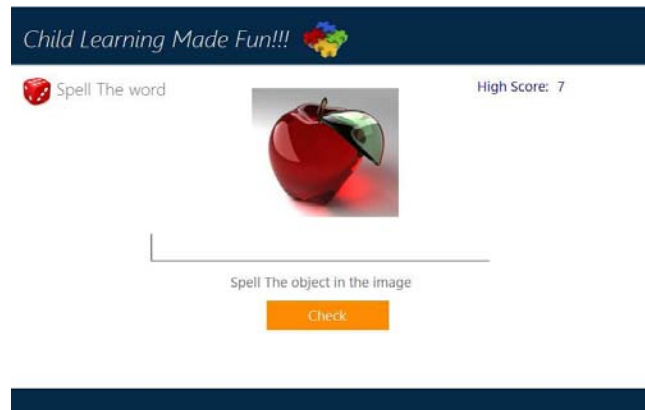 Child Learning Made Fun!!!
Spell The word
High Score: 7
Spell The object in the image
Check